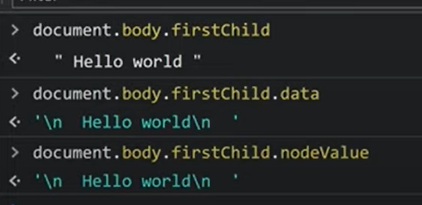 > document.body.firstChild
<· " Hello world "
> document.body.firstChild.data
<· '\n  Hello world\n  '
> document.body.firstChild.nodeValue
<· '\n  Hello world\n  '